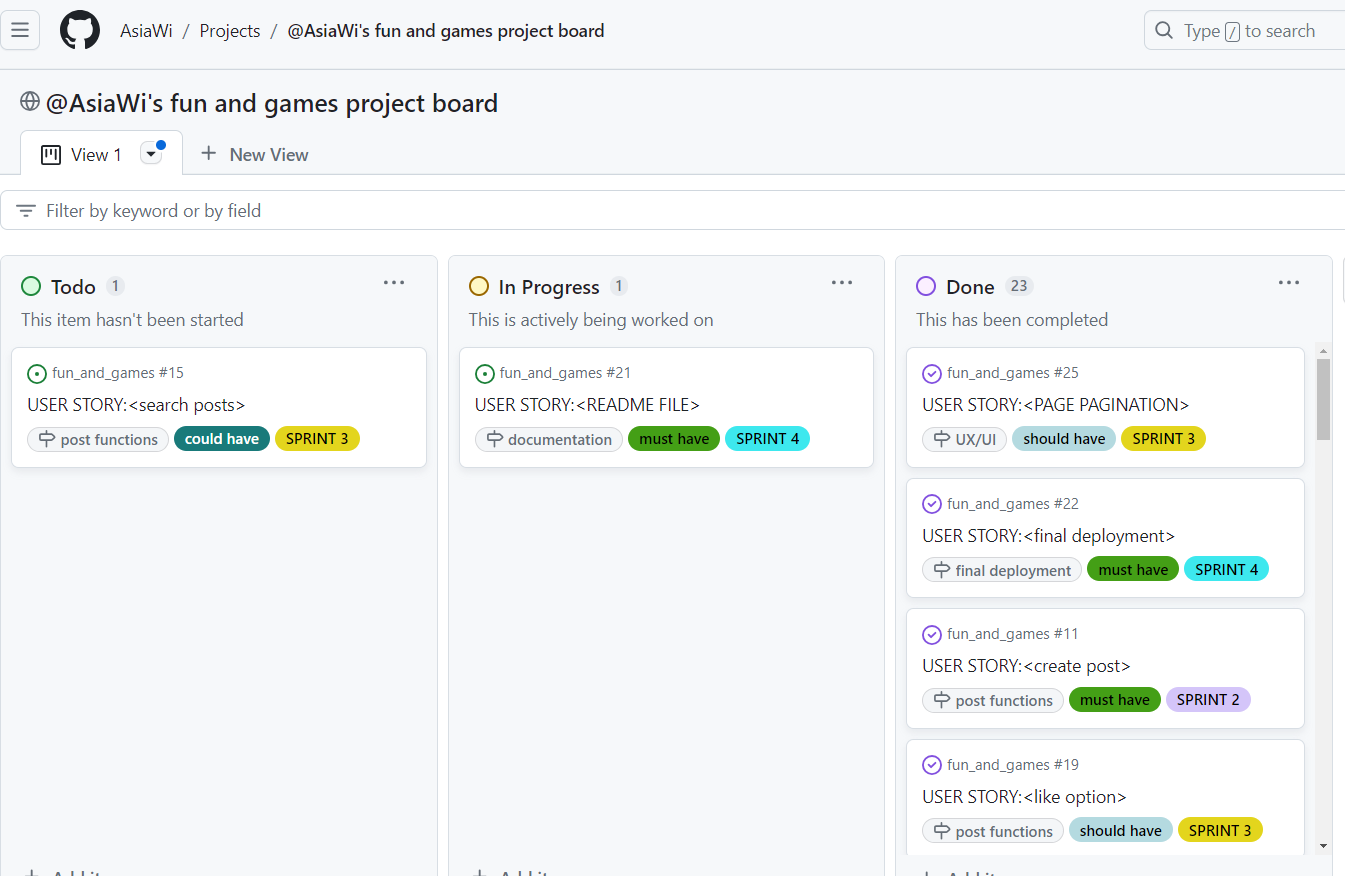 AsiaWi / Projects / @AsiaWi's fun and games project board
Type / to search
@AsiaWi's fun and games project board
View 1
New View
Filter by keyword or by field
Todo 1
This item hasn't been started
fun_and_games #15
USER STORY:<search posts>
post functions could have SPRINT 3
In Progress 1
This is actively being worked on
fun_and_games #21
USER STORY:<README FILE>
documentation must have SPRINT 4
Done 23
This has been completed
fun_and_games #25
USER STORY:<PAGE PAGINATION>
UX/UI should have SPRINT 3
fun_and_games #22
USER STORY:<final deployment>
final deployment must have SPRINT 4
fun_and_games #11
USER STORY:<create post>
post functions must have SPRINT 2
fun_and_games #19
USER STORY:<like option>
post functions should have SPRINT 3